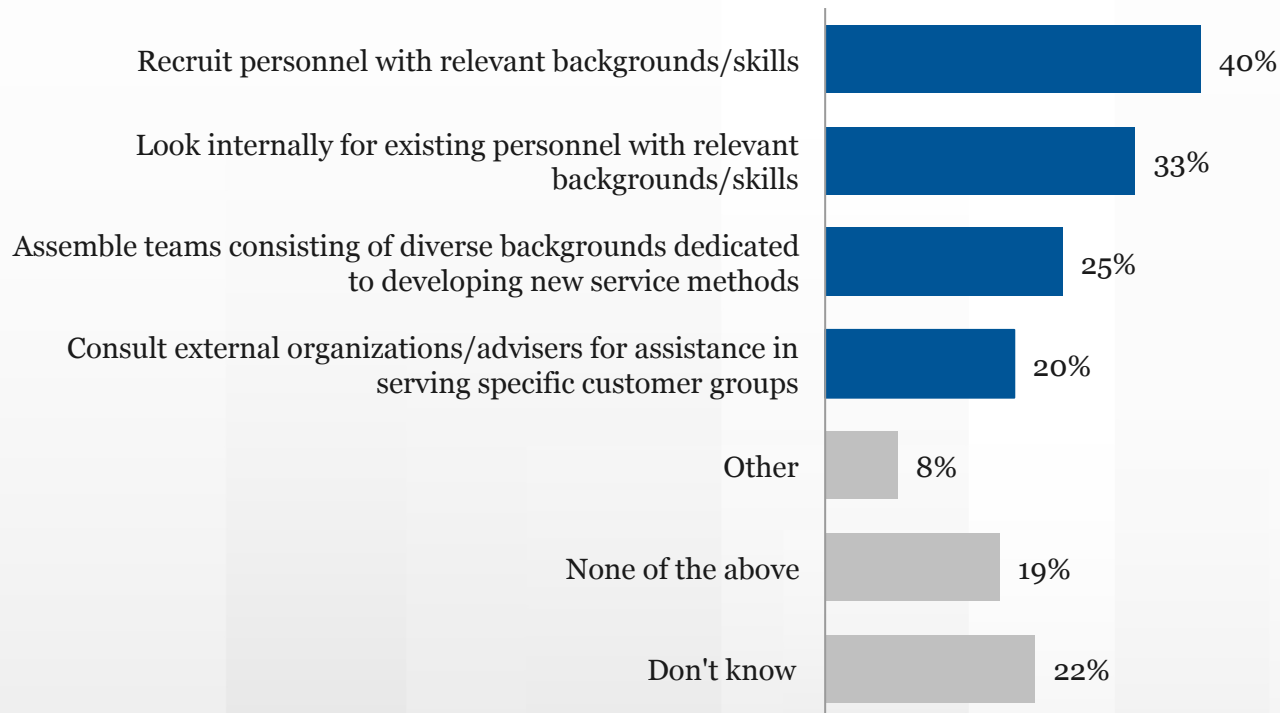 Recruit personnel with relevant backgrounds/skills
40%
Look internally for existing personnel with relevant
backgrounds/skills
33%
Assemble teams consisting of diverse backgrounds dedicated
to developing new service methods
25%
Consult external organizations/advisers for assistance in
serving specific customer groups
20%
Other
8%
None of the above
19%
Don't know
22%